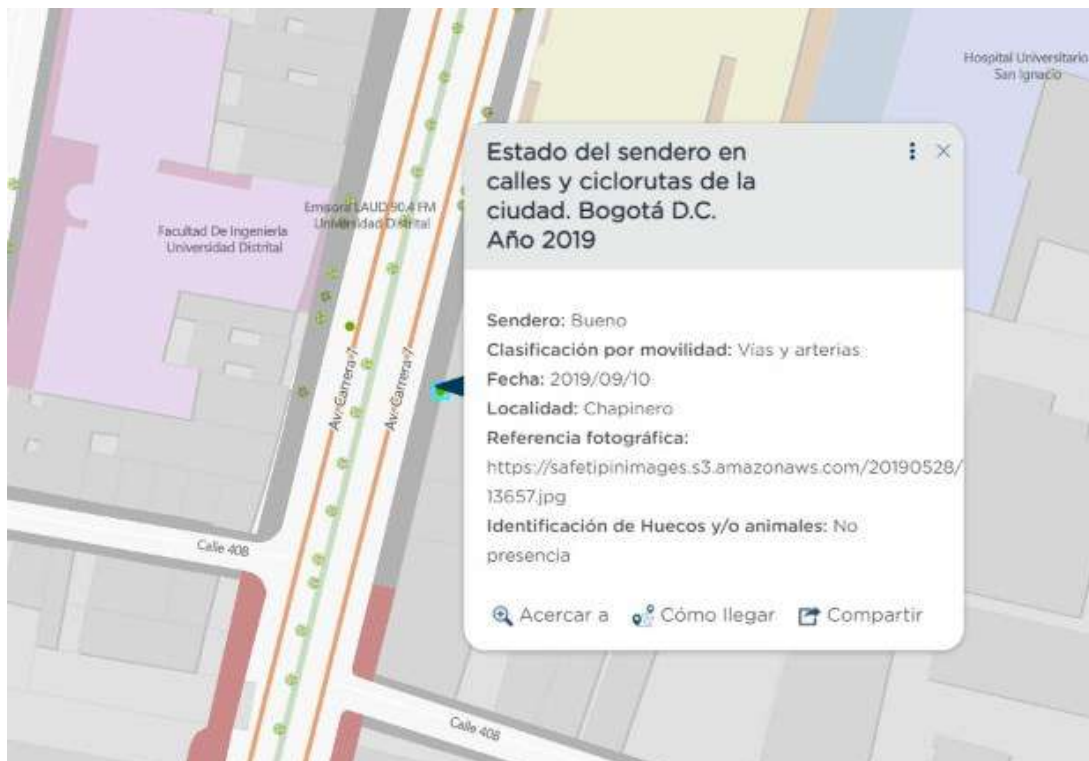 Hospital Universitario
San Ignacio
Estado del sendero en
calles y ciclorutas de la
ciudad. Bogotá D.C.
Año 2019
Emisora LAUD 90.4 FM
Universidad Distrital
Facultad De Ingeniería
Universidad Distrital
Sendero: Bueno
Clasificación por movilidad: Vías y arterias
Fecha: 2019/09/10
Av. Carrera 7
Av. Carrera 7
Localidad: Chapinero
Referencia fotográfica:
https://safetipinimages.s3.amazonaws.com/20190528/
13657.jpg
Identificación de Huecos y/o animales: No
presencia
Calle 40B
Acercar a Cómo llegar Compartir
Calle 40B